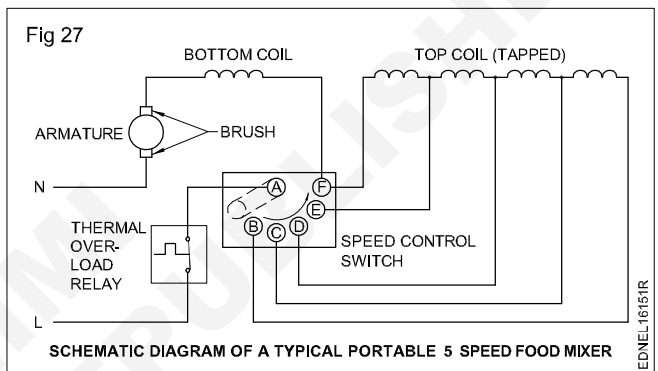 Fig 27
BOTTOM COIL
TOP COIL (TAPPED)
ARMATURE
BRUSH
N
A
F
E
B
C
D
THERMAL
OVER-
LOAD
RELAY
SPEED CONTROL
SWITCH
L
SCHEMATIC DIAGRAM OF A TYPICAL PORTABLE 5 SPEED FOOD MIXER
EDNEL16151R